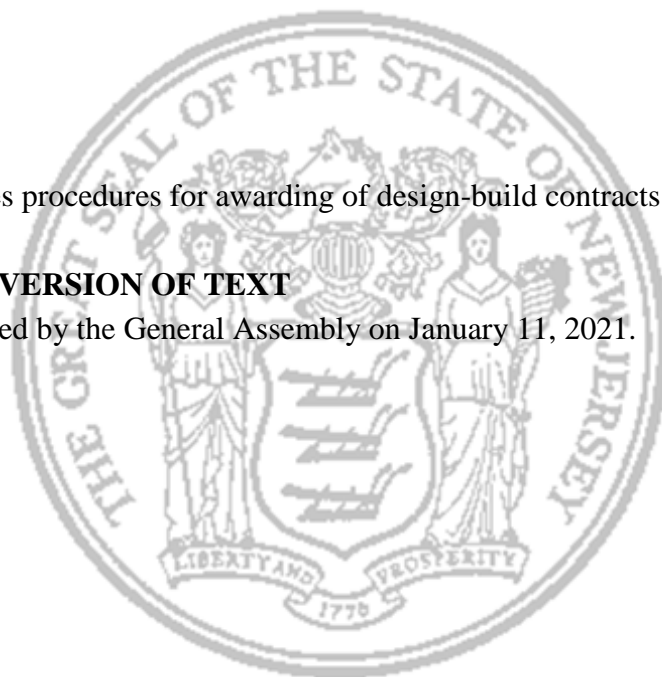 THE GREAT SEAL OF THE STATE OF NEW JERSEY
s procedures for awarding of design-build contracts
VERSION OF TEXT
ed by the General Assembly on January 11, 2021.
LIBERTY AND PROSPERITY
1776